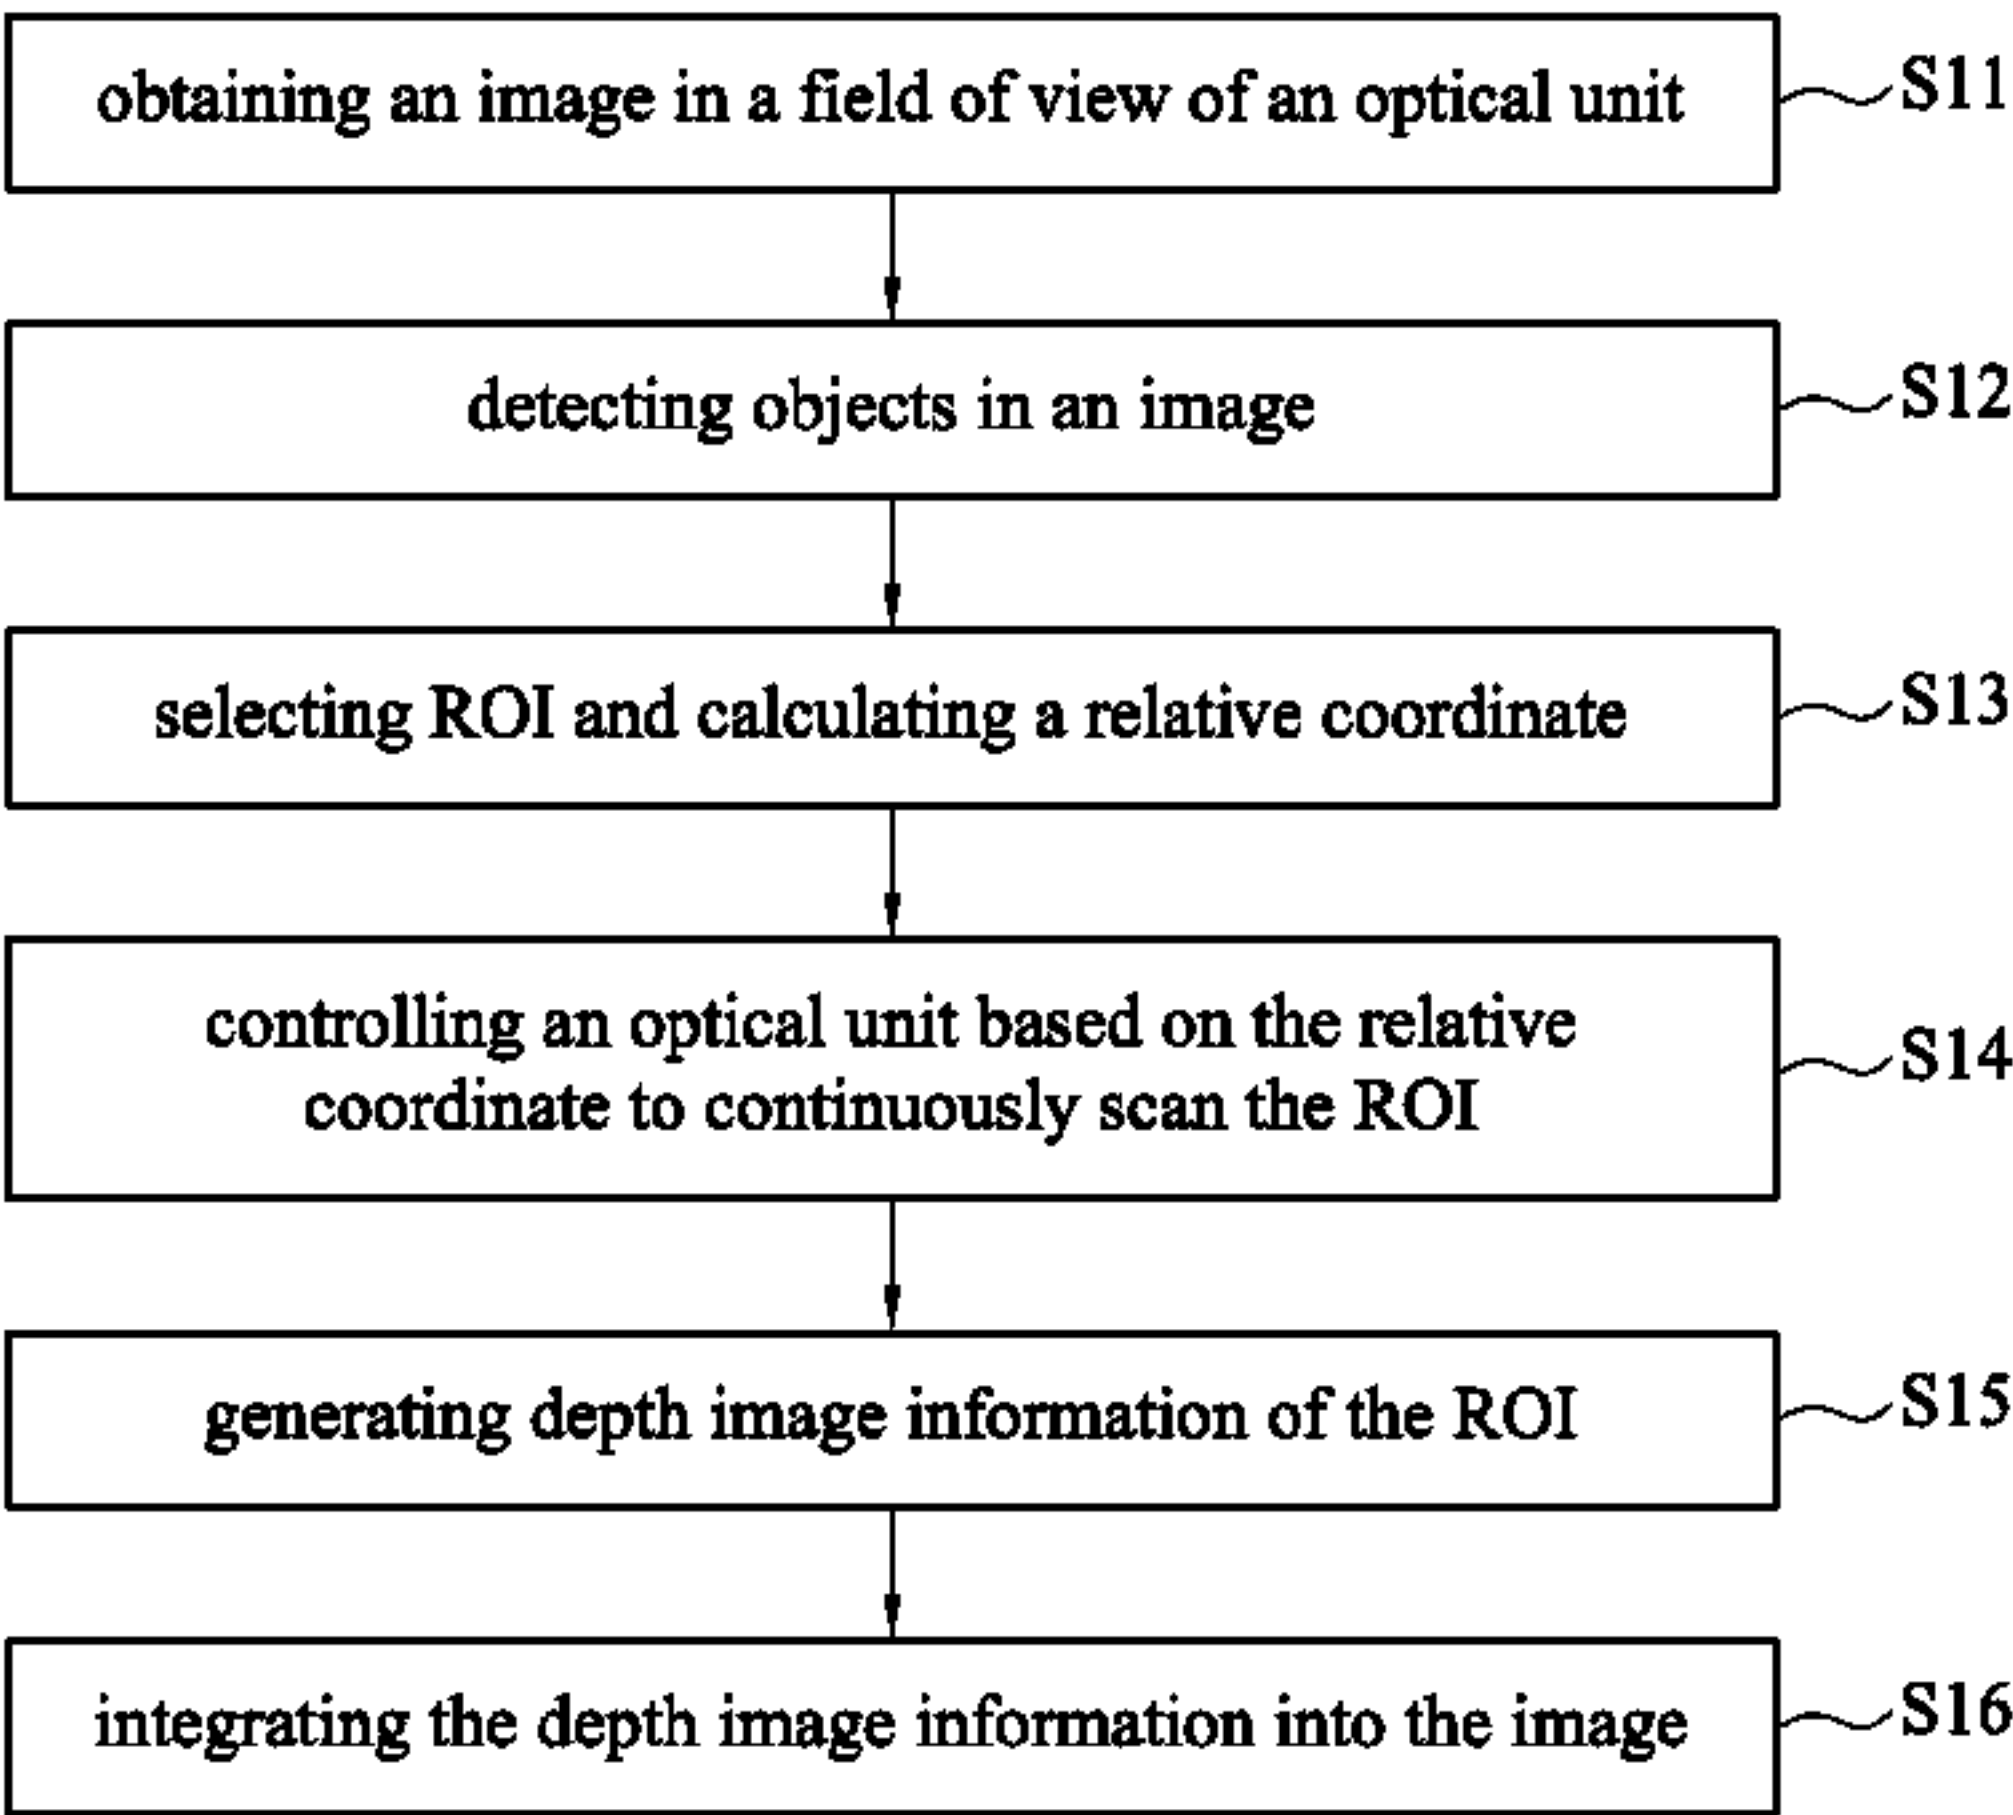 obtaining an image in a field of view of an optical unit
S11
detecting objects in an image
S12
selecting ROI and calculating a relative coordinate
S13
controlling an optical unit based on the relative
coordinate to continuously scan the ROI
S14
generating depth image information of the ROI
S15
integrating the depth image information into the image
S16